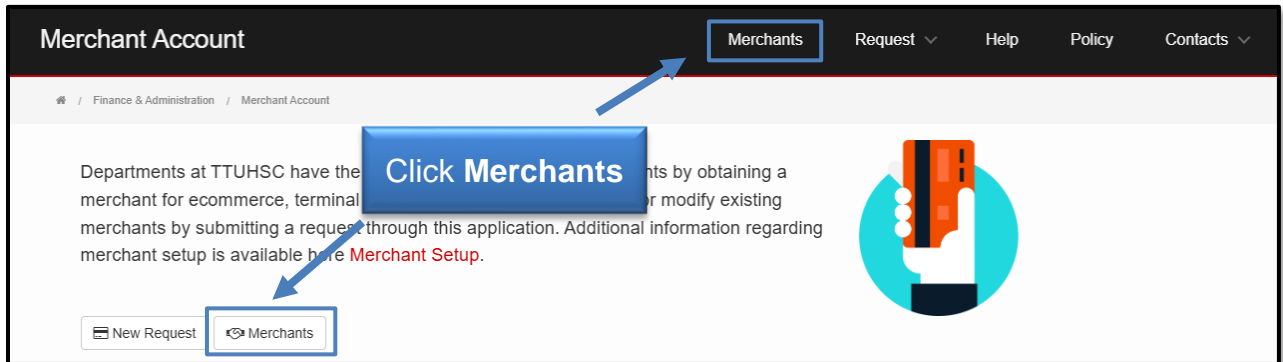 Merchant Account
Merchants Request Help Policy Contacts
/ Finance & Administration / Merchant Account
Click Merchants
Departments at TTUHSC have the nts by obtaining a
merchant for ecommerce, terminal or modify existing
merchants by submitting a request through this application. Additional information regarding
merchant setup is available here Merchant Setup.
New Request Merchants